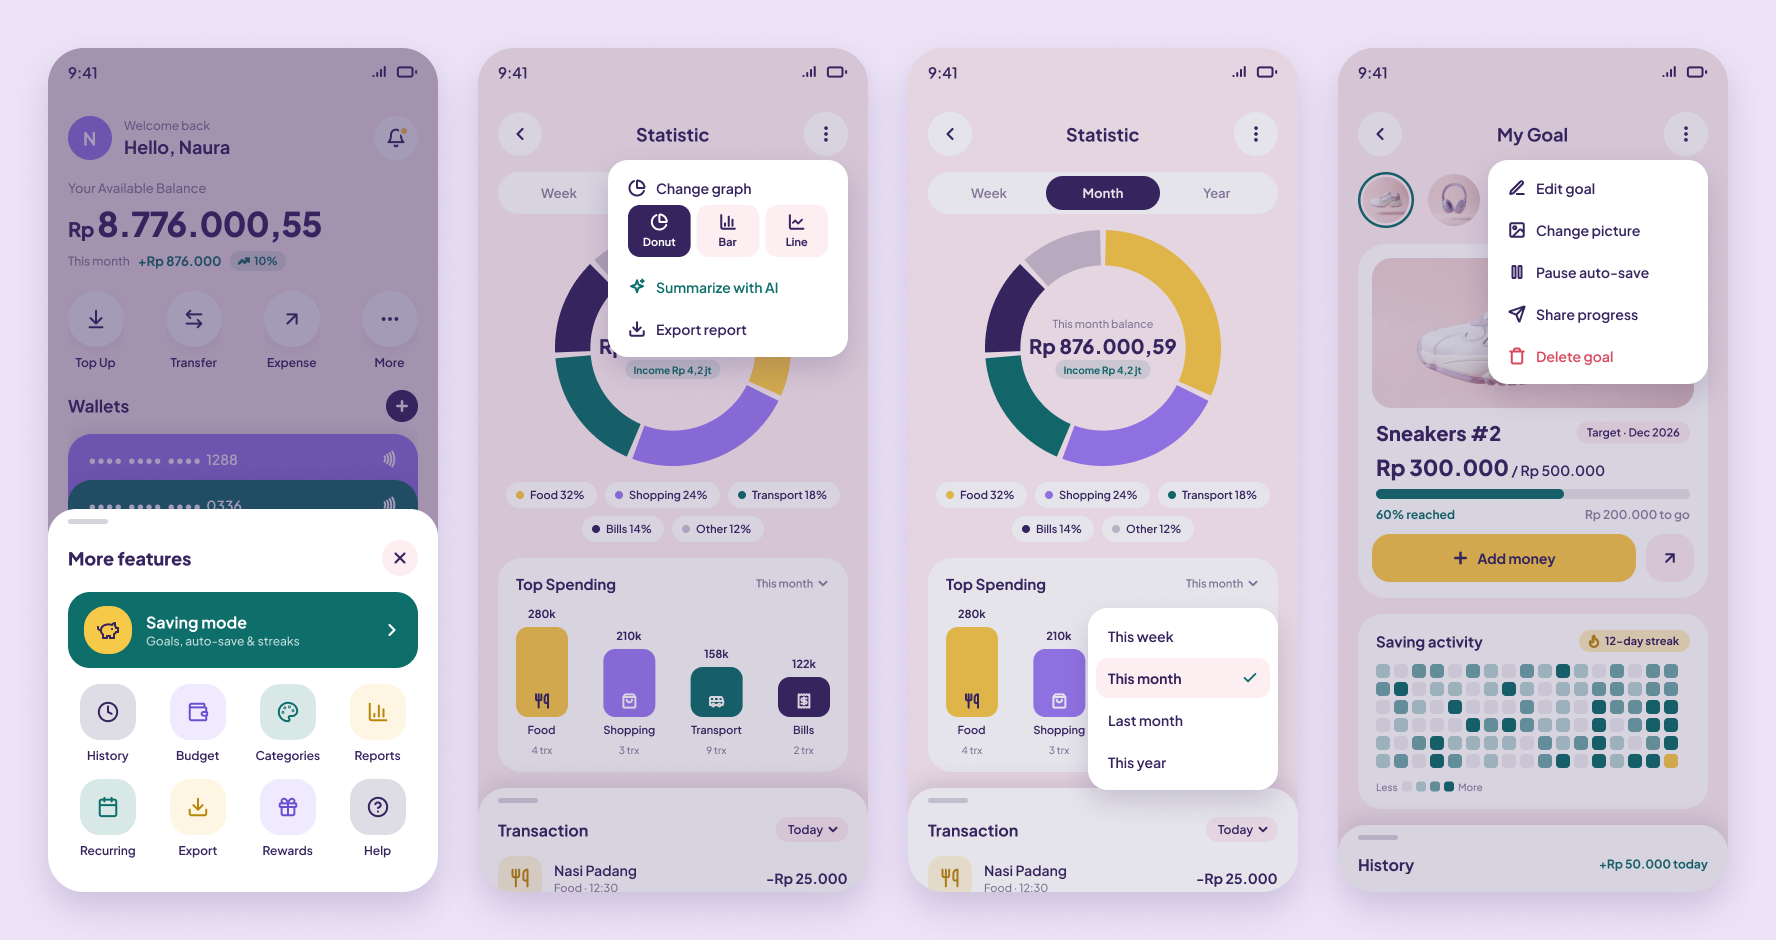 9:41
N
Welcome back
Hello, Naura
Your Available Balance
Rp 8.776.000,55
This month +Rp 876.000 10%
Top Up Transfer Expense More
Wallets
•••• •••• •••• 1288
•••• •••• •••• 0336
More features
Saving mode
Goals, auto-save & streaks
History Budget Categories Reports
Recurring Export Rewards Help
9:41
Statistic
Week
Change graph
Donut Bar Line
Summarize with AI
Export report
Income Rp 4,2 jt
Food 32% Shopping 24% Transport 18%
Bills 14% Other 12%
Top Spending This month
280k
210k
158k
122k
Food Shopping Transport Bills
4 trx 3 trx 9 trx 2 trx
Transaction Today
Nasi Padang
Food · 12:30
-Rp 25.000
9:41
Statistic
Week Month Year
This month balance
Rp 876.000,59
Income Rp 4,2 jt
Food 32% Shopping 24% Transport 18%
Bills 14% Other 12%
Top Spending This month
280k
210k
Food Shopping
4 trx 3 trx
This week
This month
Last month
This year
Transaction Today
Nasi Padang
Food · 12:30
-Rp 25.000
9:41
My Goal
Edit goal
Change picture
Pause auto-save
Share progress
Delete goal
Sneakers #2 Target · Dec 2026
Rp 300.000 / Rp 500.000
60% reached Rp 200.000 to go
Add money
Saving activity 12-day streak
Less More
History +Rp 50.000 today